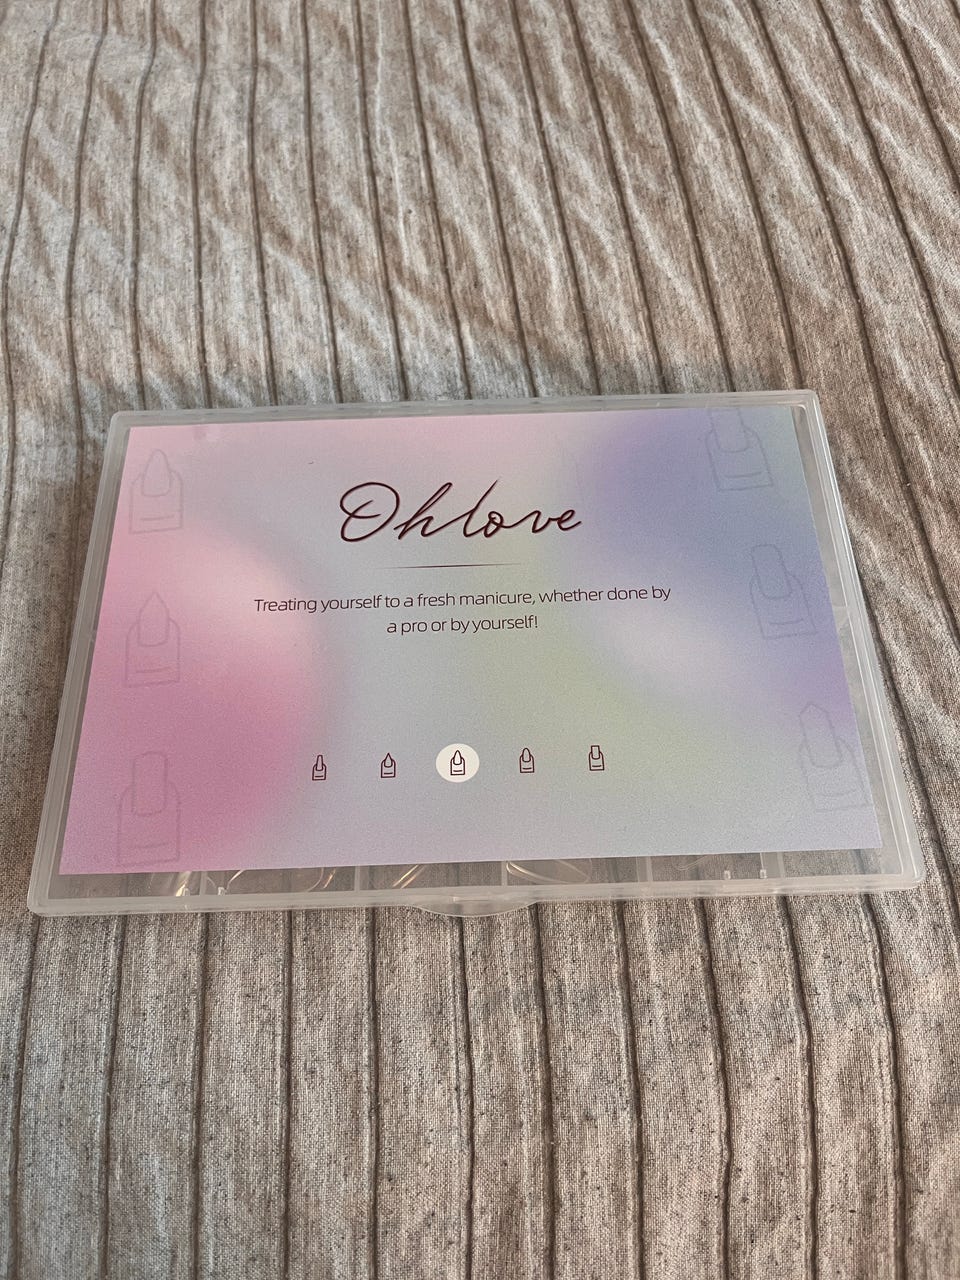 Ohlove
Treating yourself to a fresh manicure, whether done by
a pro or by yourself!